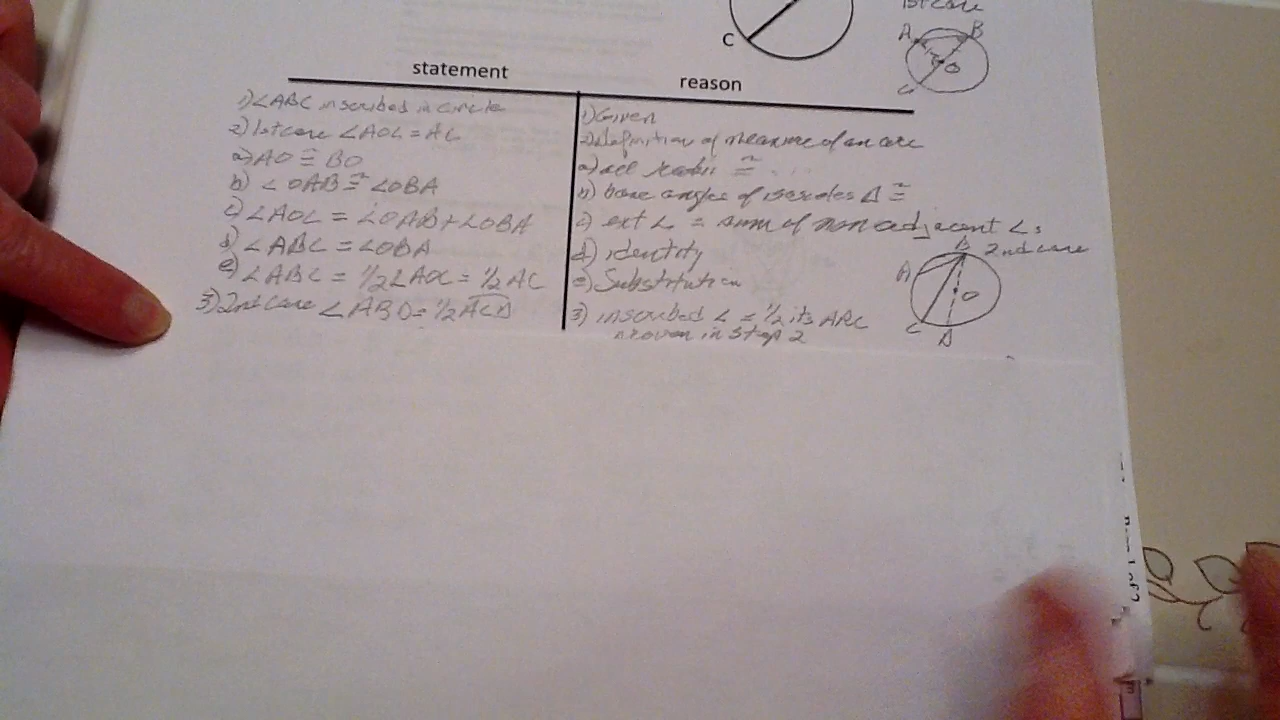 1st case
A B
C
O
C
statement reason
1) ∠ABC inscribed in circle
1) Given
2) 1st case ∠AOC = AC
2) definition of measure of an arc
a) AO ≅ BO
a) all radii ≅ ...
b) ∠OAB ≅ ∠OBA
b) base angles of isosceles Δ ≅
c) ∠AOC = ∠OAB + ∠OBA
c) ext ∠ = sum of non adjacent ∠s
d) ∠ABC = ∠OBA
d) identity
B 2nd case
e) ∠ABC = 1/2∠AOC = 1/2 AC
e) Substitution
A
O
3) 2nd case ∠ABD = 1/2 ACD
3) inscribed ∠ = 1/2 its ARC
proven in step 2
C
D